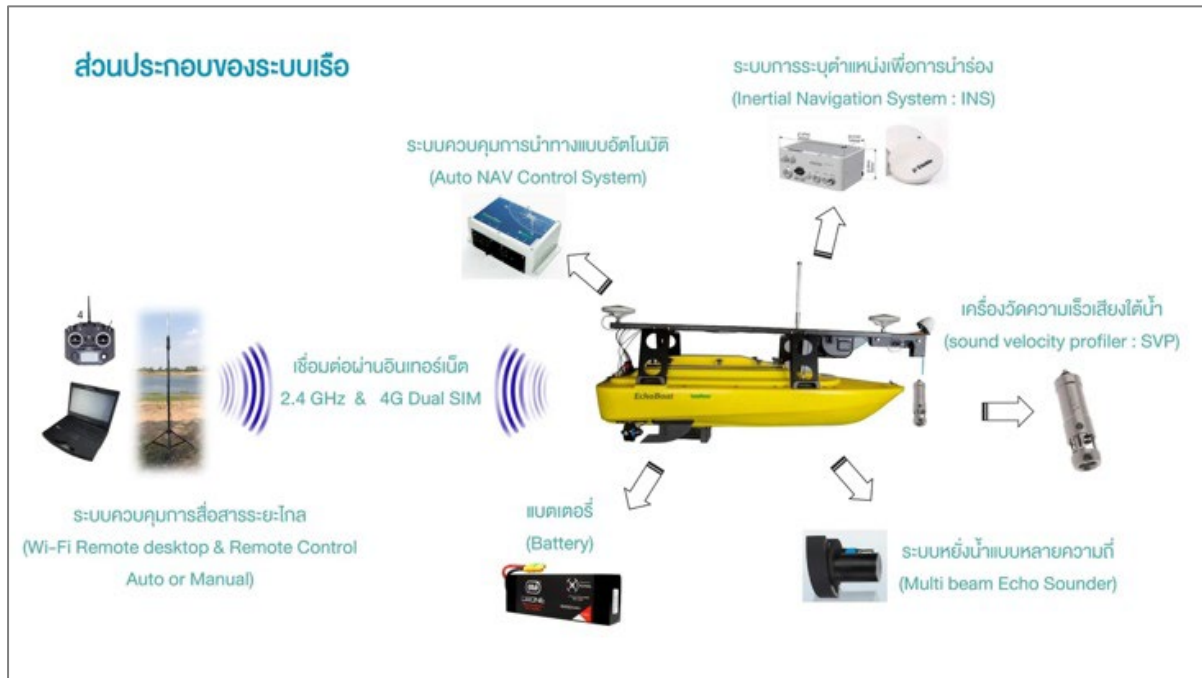 ส่วนประกอบของระบบเรือ
ระบบการระบุตำแหน่งเพื่อการนำร่อง
(Inertial Navigation System : INS)
ระบบควบคุมการนำทางแบบอัตโนมัติ
(Auto NAV Control System)
เครื่องวัดความเร็วเสียงใต้น้ำ
(sound velocity profiler : SVP)
เชื่อมต่อผ่านอินเทอร์เน็ต
2.4 GHz & 4G Dual SIM
EchoBoat
ระบบควบคุมการสื่อสารระยะไกล
(Wi-Fi Remote desktop & Remote Control
Auto or Manual)
แบตเตอรี่
(Battery)
ระบบหยั่งน้ำแบบหลายความถี่
(Multi beam Echo Sounder)